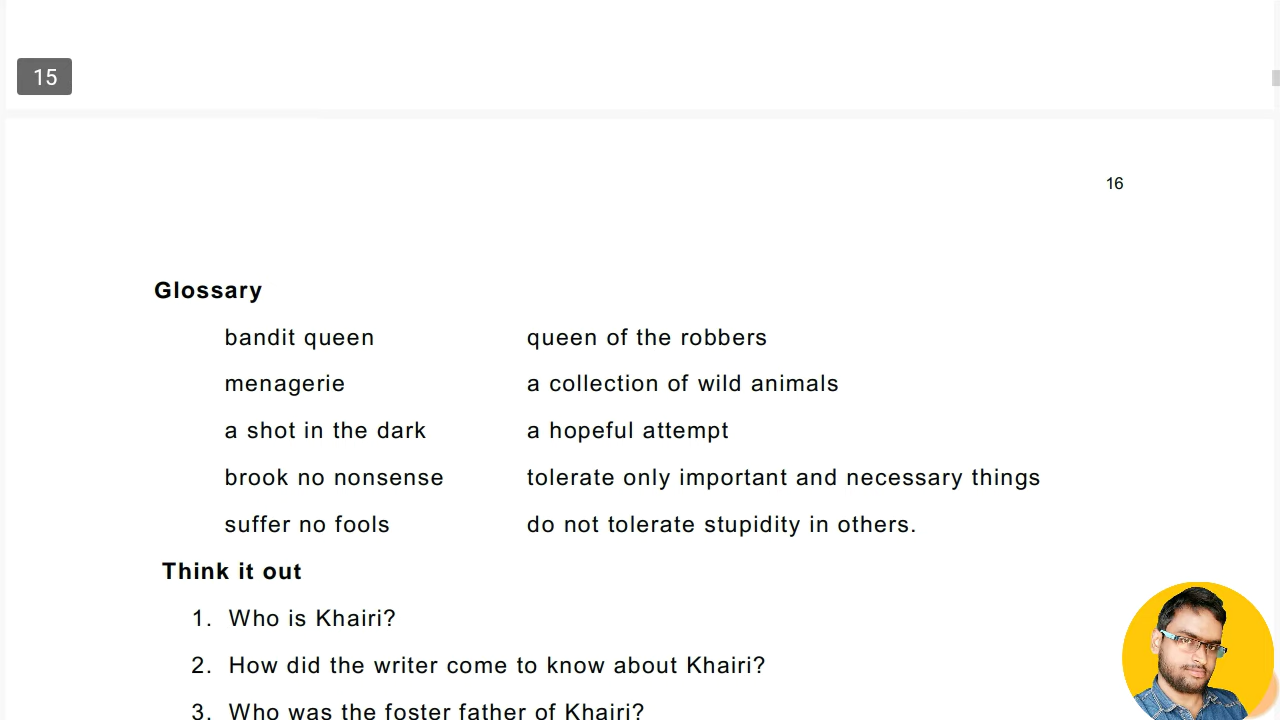 15
16
Glossary
bandit queen queen of the robbers
menagerie a collection of wild animals
a shot in the dark a hopeful attempt
brook no nonsense tolerate only important and necessary things
suffer no fools do not tolerate stupidity in others.
Think it out
1. Who is Khairi?
2. How did the writer come to know about Khairi?
3. Who was the foster father of Khairi?